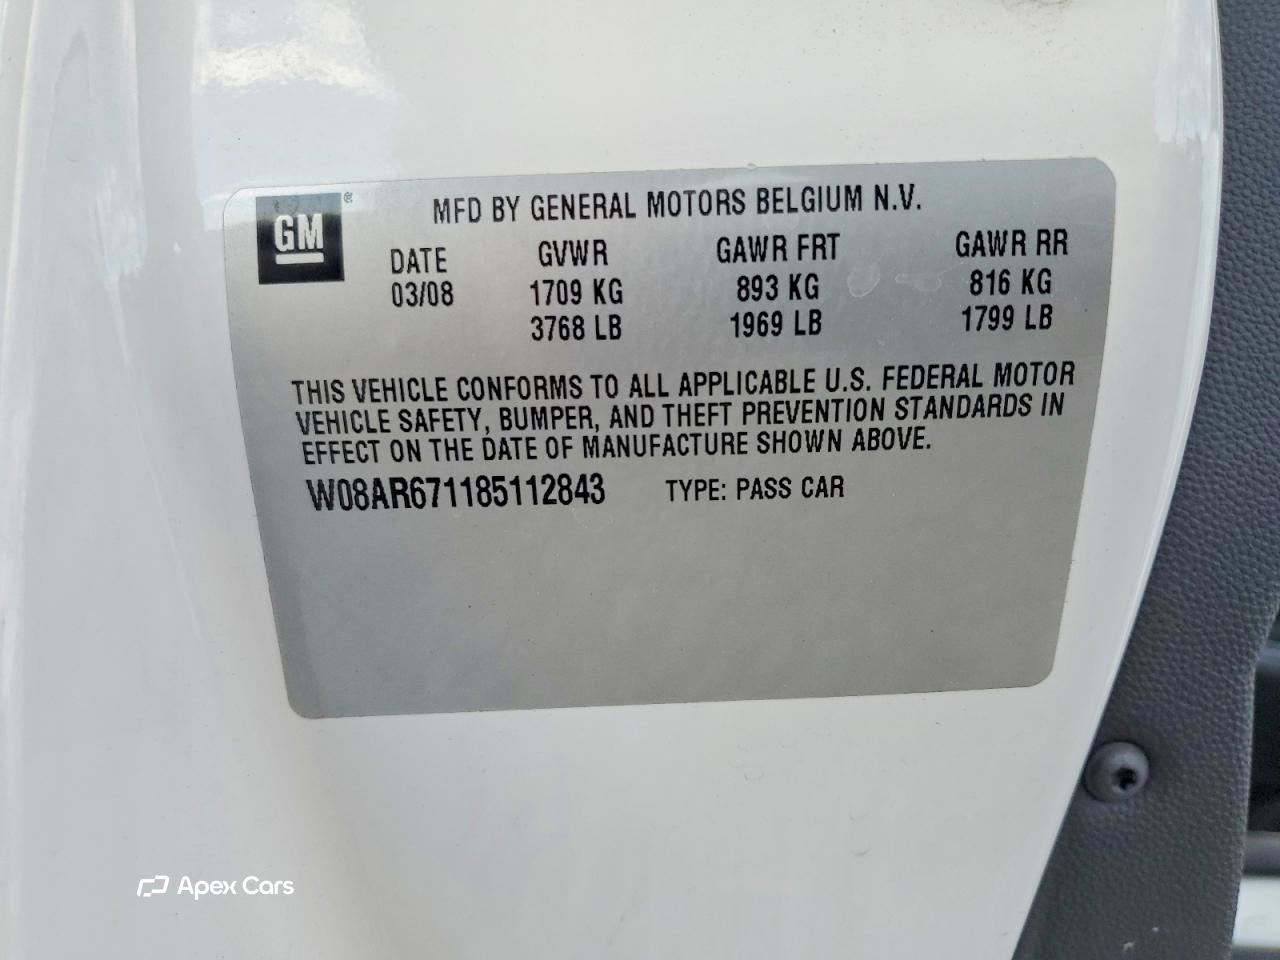 GM ®
MFD BY GENERAL MOTORS BELGIUM N.V.
DATE GVWR GAWR FRT GAWR RR
03/08 1709 KG 893 KG 816 KG
3768 LB 1969 LB 1799 LB
THIS VEHICLE CONFORMS TO ALL APPLICABLE U.S. FEDERAL MOTOR
VEHICLE SAFETY, BUMPER, AND THEFT PREVENTION STANDARDS IN
EFFECT ON THE DATE OF MANUFACTURE SHOWN ABOVE.
W08AR671185112843 TYPE: PASS CAR
Apex Cars